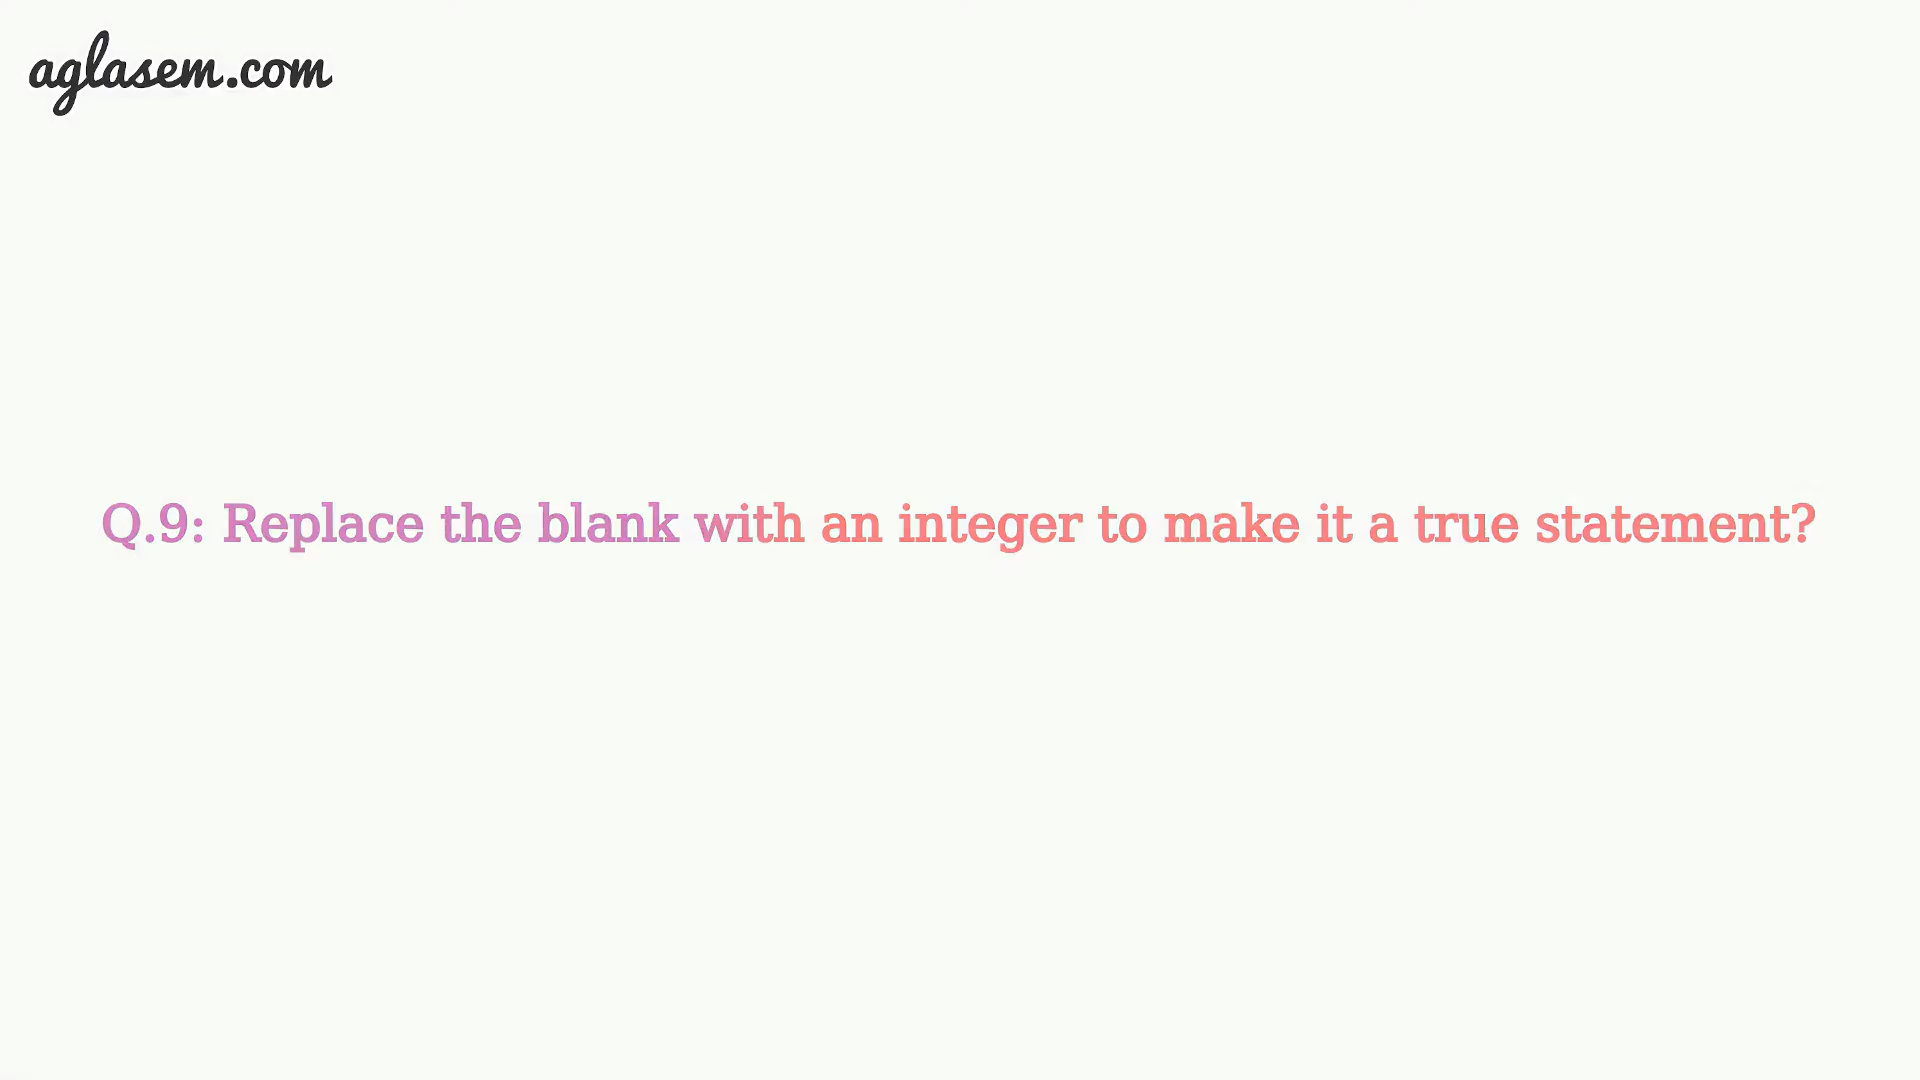 aglasem.com
Q.9: Replace the blank with an integer to make it a true statement?